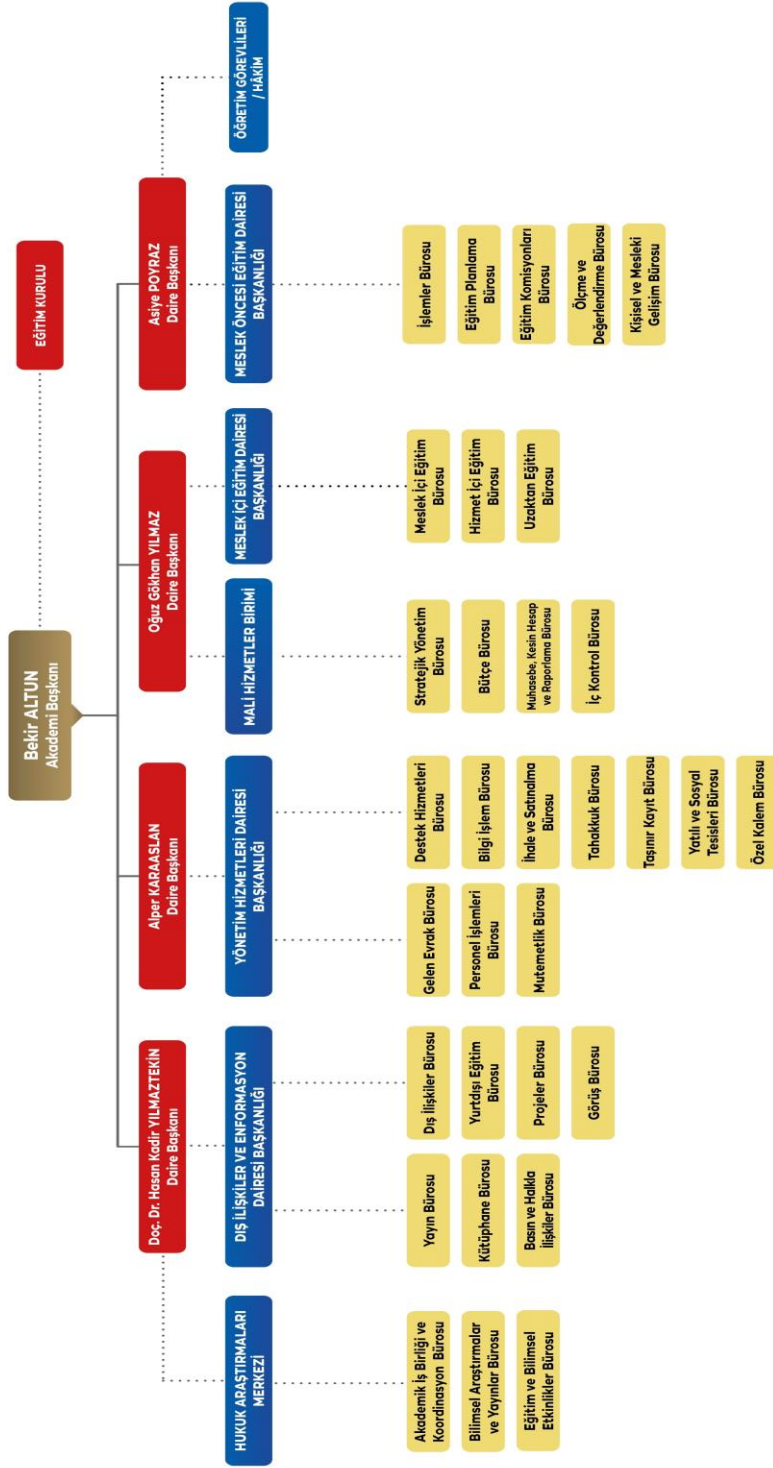 Bekir ALTUN
Akademi Başkanı
EĞİTİM KURULU
Doç. Dr. Hasan Kadir YILMAZTEKİN
Daire Başkanı
Alper KARAASLAN
Daire Başkanı
Oğuz Gökhan YILMAZ
Daire Başkanı
Asiye POYRAZ
Daire Başkanı
HUKUK ARAŞTIRMALARI
MERKEZİ
DIŞ İLİŞKİLER VE ENFORMASYON
DAİRESİ BAŞKANLIĞI
YÖNETİM HİZMETLERİ DAİRESİ
BAŞKANLIĞI
MALİ HİZMETLER BİRİMİ
MESLEK İÇİ EĞİTİM DAİRESİ
BAŞKANLIĞI
MESLEK ÖNCESİ EĞİTİM DAİRESİ
BAŞKANLIĞI
ÖĞRETİM GÖREVLİLERİ
/ HÂKİM
Akademik İş Birliği ve
Koordinasyon Bürosu
Bilimsel Araştırmalar
ve Yayınlar Bürosu
Eğitim ve Bilimsel
Etkinlikler Bürosu
Yayın Bürosu
Kütüphane Bürosu
Basın ve Halkla
İlişkiler Bürosu
Dış İlişkiler Bürosu
Yurtdışı Eğitim
Bürosu
Projeler Bürosu
Görüş Bürosu
Gelen Evrak Bürosu
Personel İşlemleri
Bürosu
Mutemetlik Bürosu
Destek Hizmetleri
Bürosu
Bilgi İşlem Bürosu
İhale ve Satınalma
Bürosu
Tahakkuk Bürosu
Taşınır Kayıt Bürosu
Yatılı ve Sosyal
Tesisleri Bürosu
Özel Kalem Bürosu
Stratejik Yönetim
Bürosu
Bütçe Bürosu
Muhasebe, Kesin Hesap
ve Raporlama Bürosu
İç Kontrol Bürosu
Meslek İçi Eğitim
Bürosu
Hizmet İçi Eğitim
Bürosu
Uzaktan Eğitim
Bürosu
İşlemler Bürosu
Eğitim Planlama
Bürosu
Eğitim Komisyonları
Bürosu
Ölçme ve
Değerlendirme Bürosu
Kişisel ve Mesleki
Gelişim Bürosu